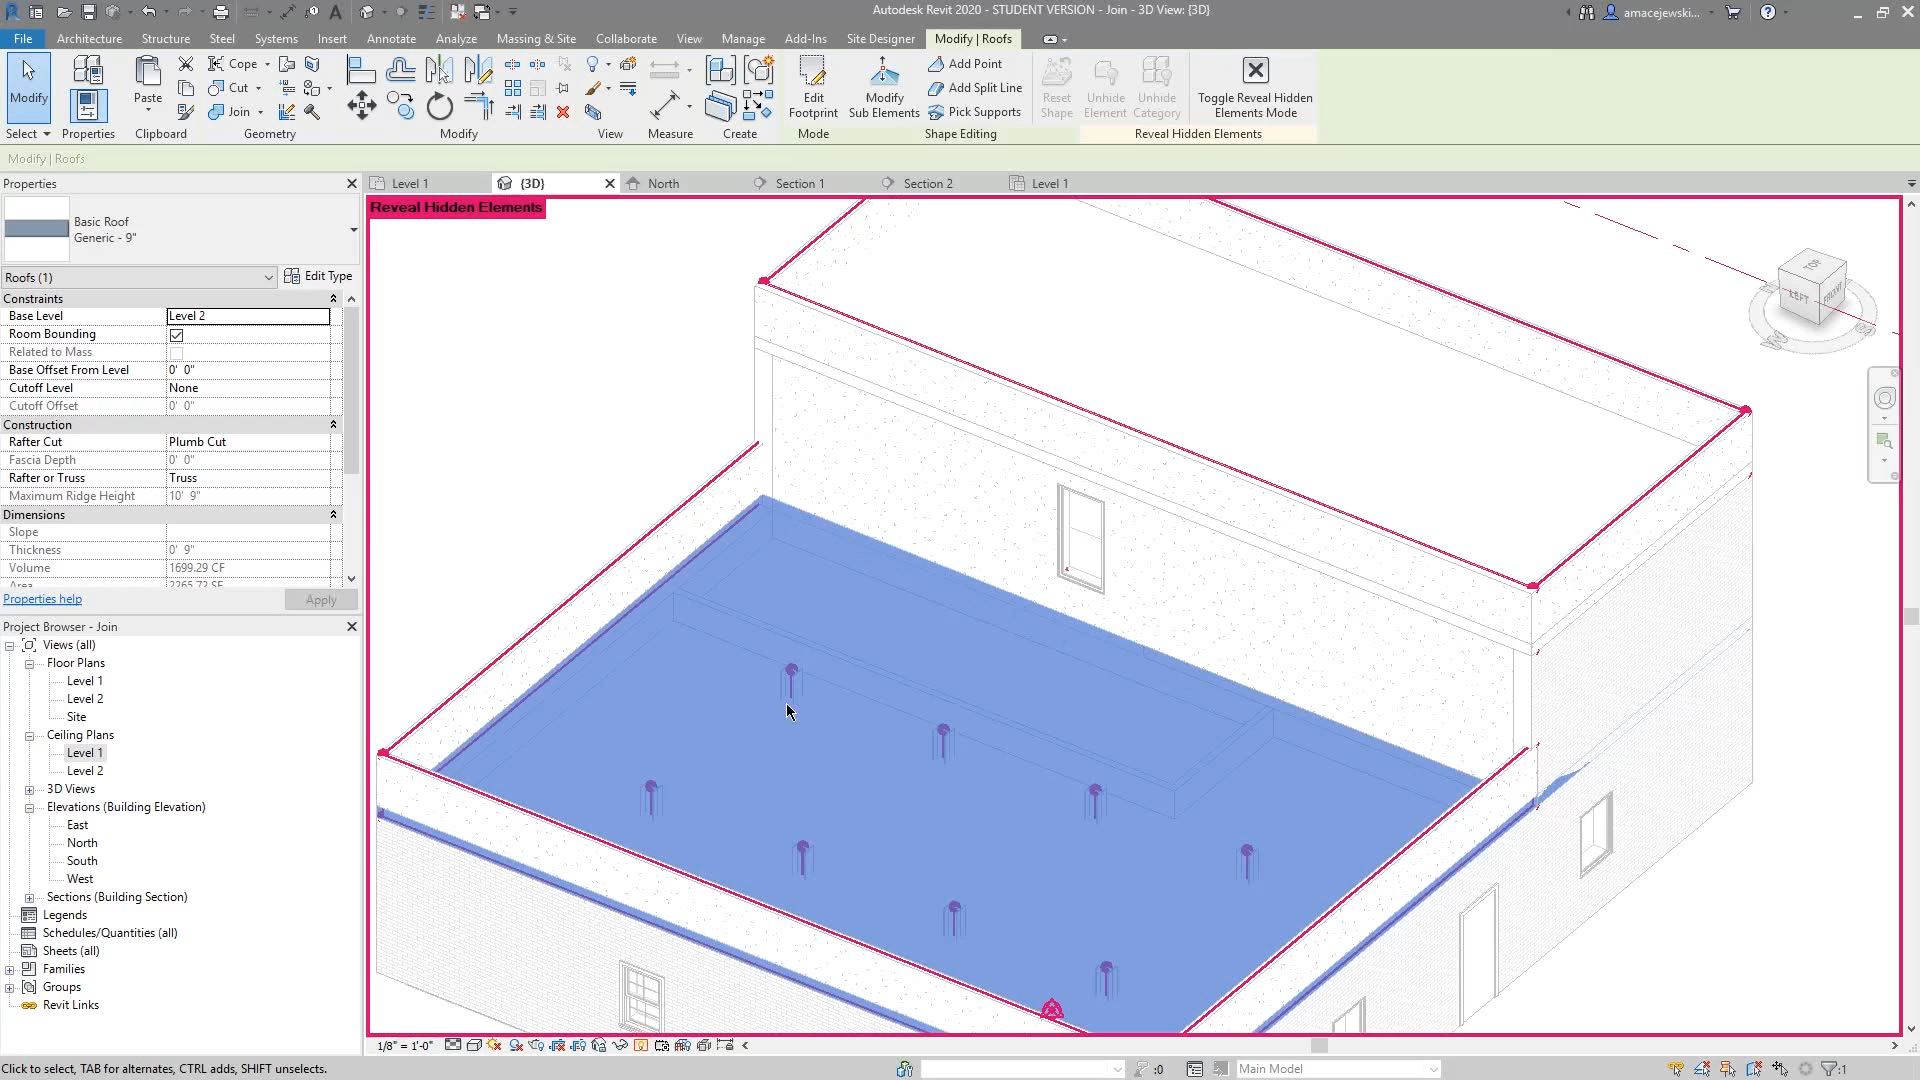 Autodesk Revit 2020 - STUDENT VERSION - Join - 3D View: {3D}
amacejewski...
File Architecture Structure Steel Systems Insert Annotate Analyze Massing & Site Collaborate View Manage Add-Ins Site Designer Modify | Roofs
Modify
Paste
Cope
Cut
Join
Edit Footprint
Modify Sub Elements
Add Point
Add Split Line
Pick Supports
Reset Shape
Unhide Element
Unhide Category
Toggle Reveal Hidden Elements Mode
Select Properties Clipboard Geometry Modify View Measure Create Mode Shape Editing Reveal Hidden Elements
Modify | Roofs
Properties
Level 1 {3D} North Section 1 Section 2 Level 1
Reveal Hidden Elements
Basic Roof
Generic - 9"
Roofs (1) Edit Type
Constraints
Base Level Level 2
Room Bounding
Related to Mass
Base Offset From Level 0' 0"
Cutoff Level None
Cutoff Offset 0' 0"
Construction
Rafter Cut Plumb Cut
Fascia Depth 0' 0"
Rafter or Truss Truss
Maximum Ridge Height 10' 9"
Dimensions
Slope
Thickness 0' 9"
Volume 1699.29 CF
Area 2265.72 SF
Properties help Apply
Project Browser - Join
Views (all)
Floor Plans
Level 1
Level 2
Site
Ceiling Plans
Level 1
Level 2
3D Views
Elevations (Building Elevation)
East
North
South
West
Sections (Building Section)
Legends
Schedules/Quantities (all)
Sheets (all)
Families
Groups
Revit Links
TOP
LEFT
FRONT
1/8" = 1'-0"
Click to select, TAB for alternates, CTRL adds, SHIFT unselects.
:0
Main Model
:1